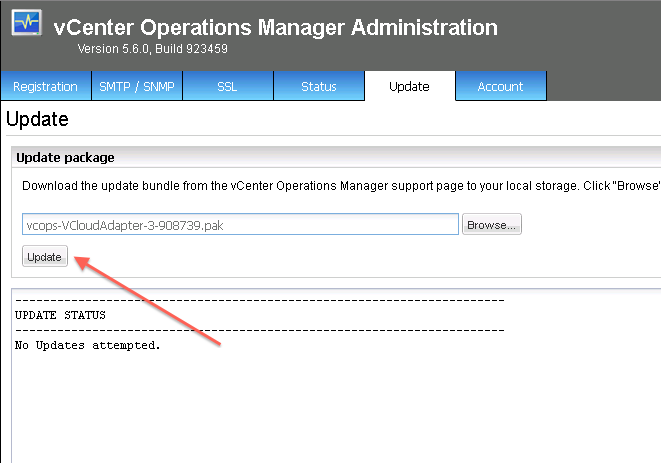 vCenter Operations Manager Administration
Version 5.6.0, Build 923459
Registration SMTP / SNMP SSL Status Update Account
Update
Update package
Download the update bundle from the vCenter Operations Manager support page to your local storage. Click "Browse"
vcops-VCloudAdapter-3-908739.pak Browse...
Update
--------------------------------------------------------------------
UPDATE STATUS
--------------------------------------------------------------------
No Updates attempted.